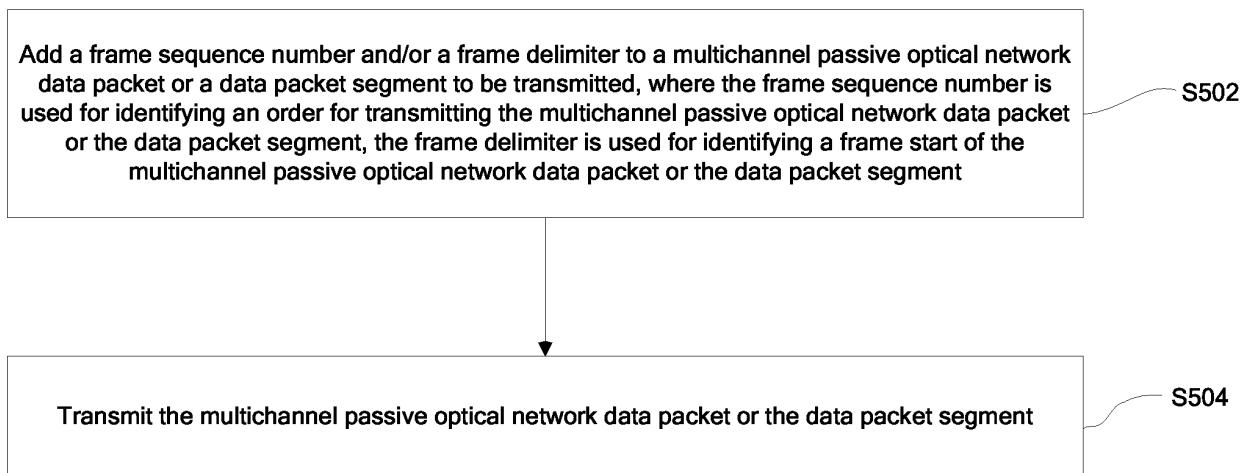 Add a frame sequence number and/or a frame delimiter to a multichannel passive optical network
data packet or a data packet segment to be transmitted, where the frame sequence number is
used for identifying an order for transmitting the multichannel passive optical network data packet
or the data packet segment, the frame delimiter is used for identifying a frame start of the
multichannel passive optical network data packet or the data packet segment
S502
Transmit the multichannel passive optical network data packet or the data packet segment
S504